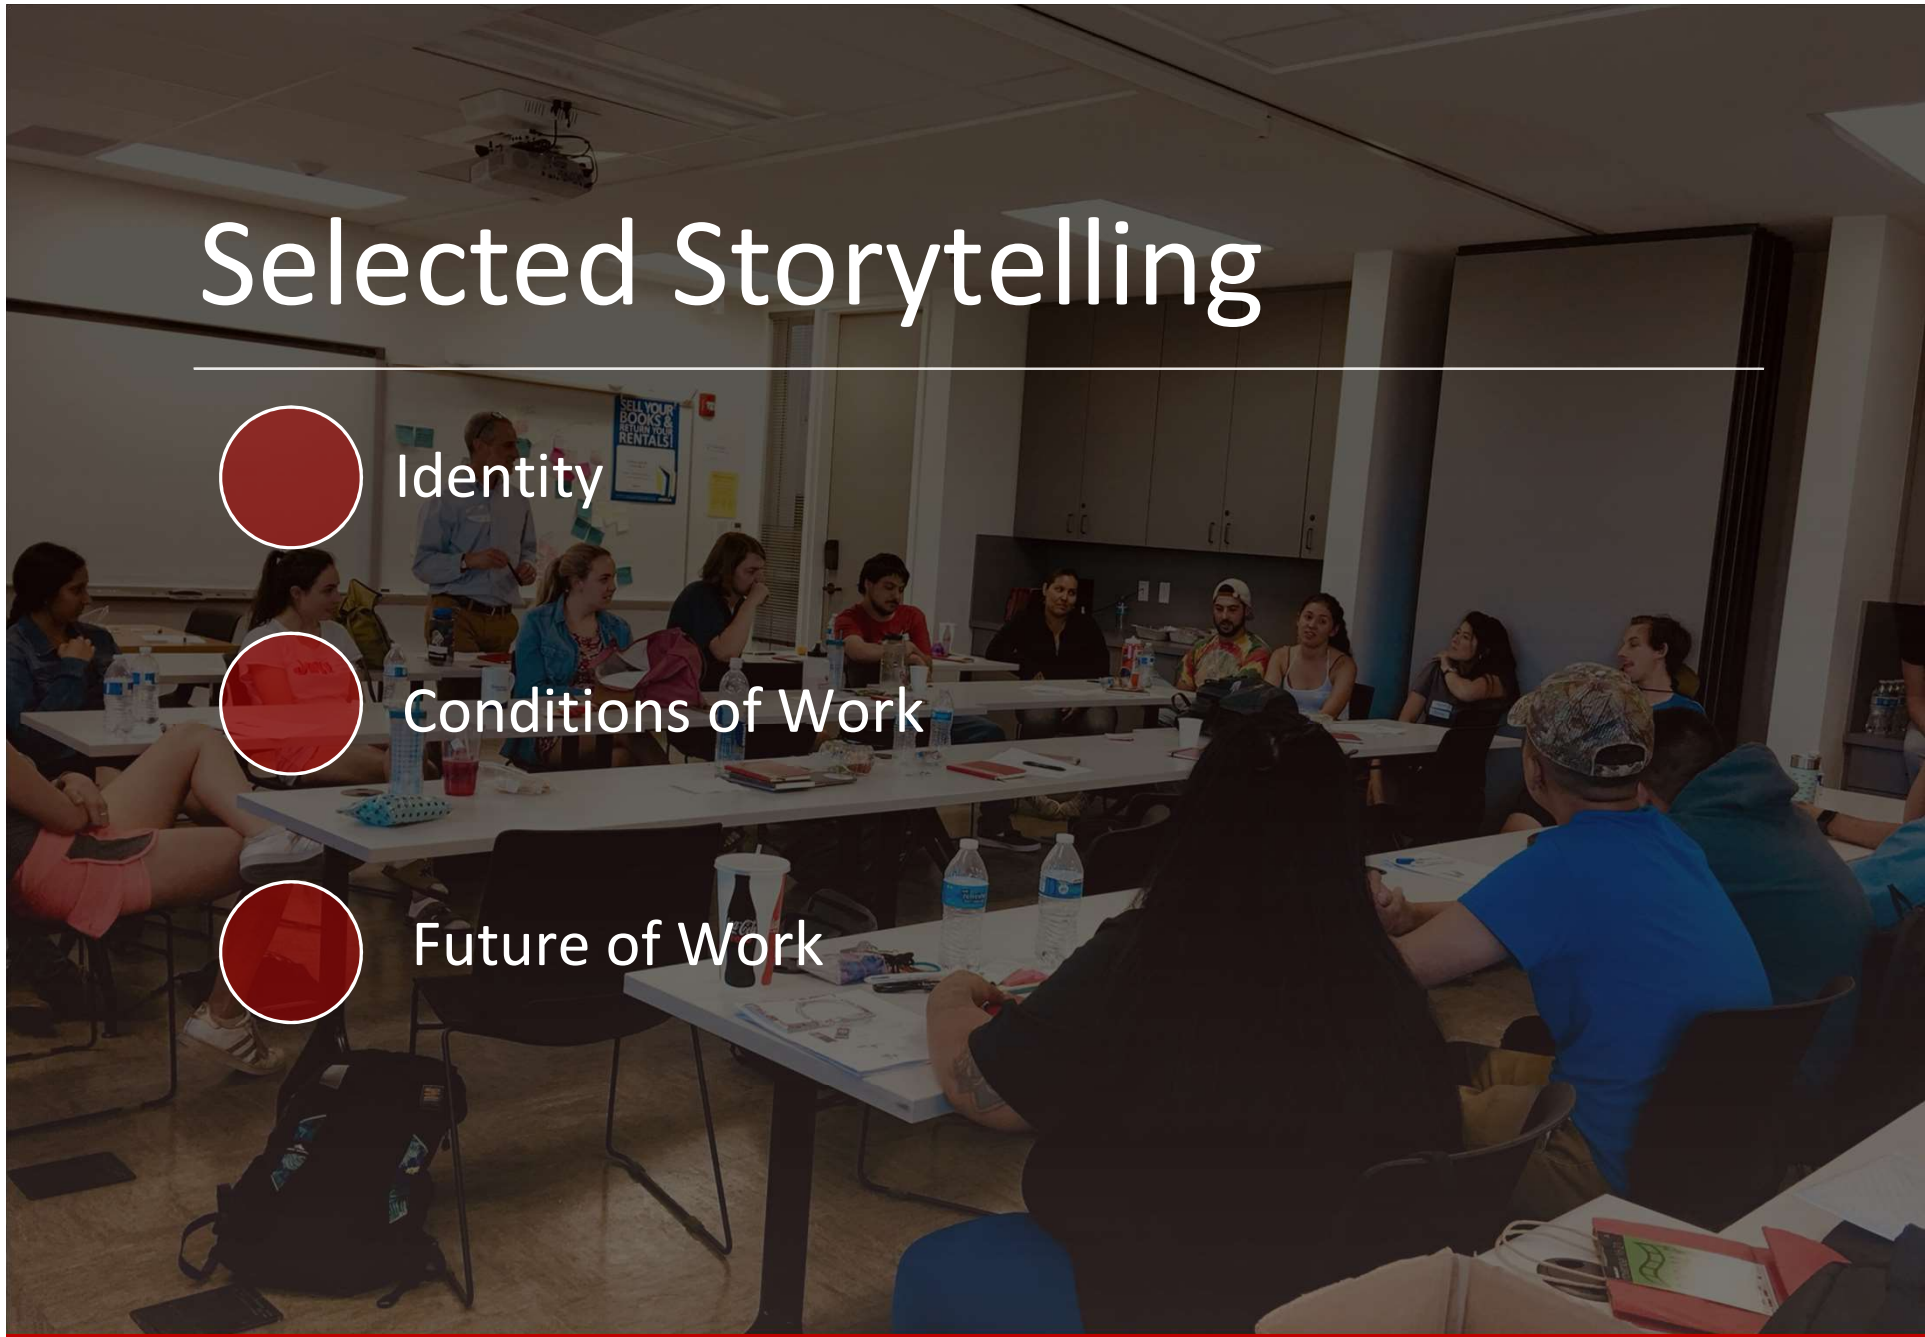 Selected Storytelling
SELL YOUR
BOOKS &
RETURN YOUR
RENTALS!
Identity
Conditions of Work
Future of Work